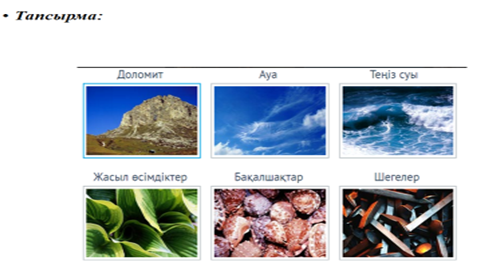 • Тапсырма:
Доломит Ауа Теңіз суы
Жасыл өсімдіктер Бақалшақтар Шегелер